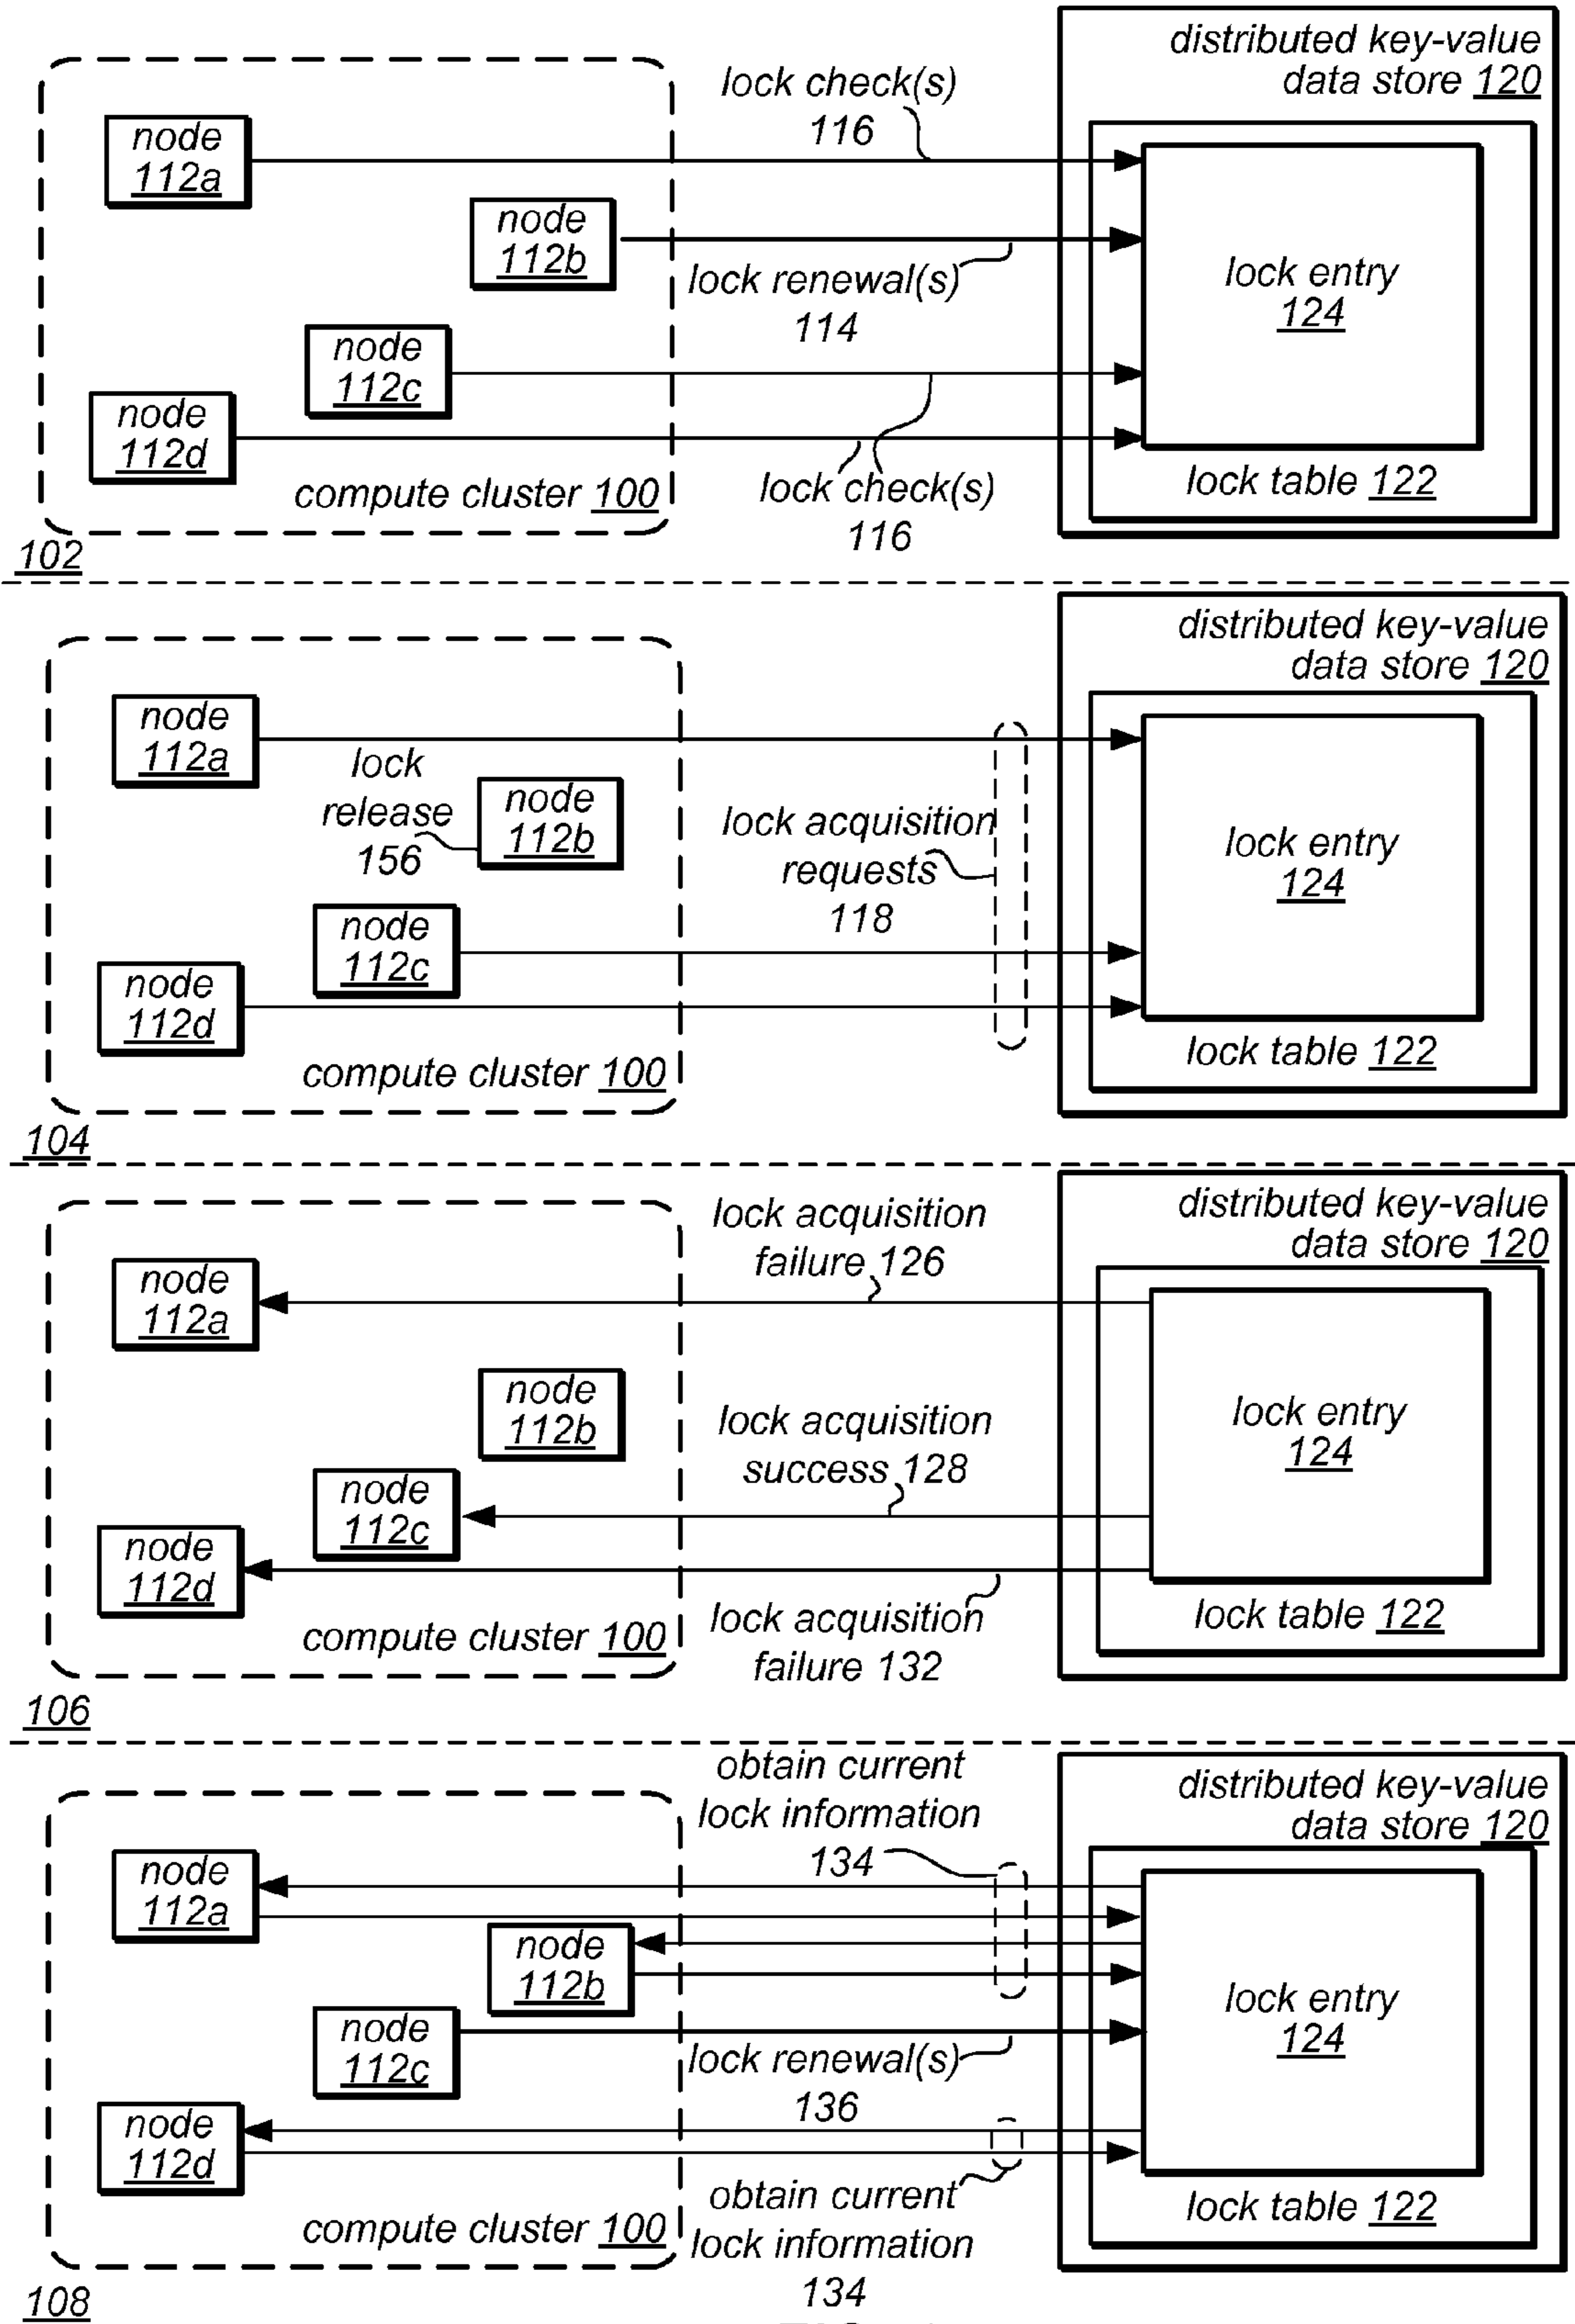 distributed key-value
data store 120
lock check(s)
116
node
112a
node
112b
lock renewal(s)
114
lock entry
124
node
112c
node
112d
lock check(s)
116
compute cluster 100
lock table 122
102
distributed key-value
data store 120
node
112a
lock
release
156
node
112b
lock acquisition
requests
118
lock entry
124
node
112c
node
112d
compute cluster 100
lock table 122
104
distributed key-value
data store 120
lock acquisition
failure 126
node
112a
node
112b
lock acquisition
success 128
lock entry
124
node
112c
node
112d
lock acquisition
failure 132
compute cluster 100
lock table 122
106
obtain current
lock information
134
distributed key-value
data store 120
node
112a
node
112b
lock entry
124
node
112c
lock renewal(s)
136
node
112d
obtain current
lock information
134
compute cluster 100
lock table 122
108